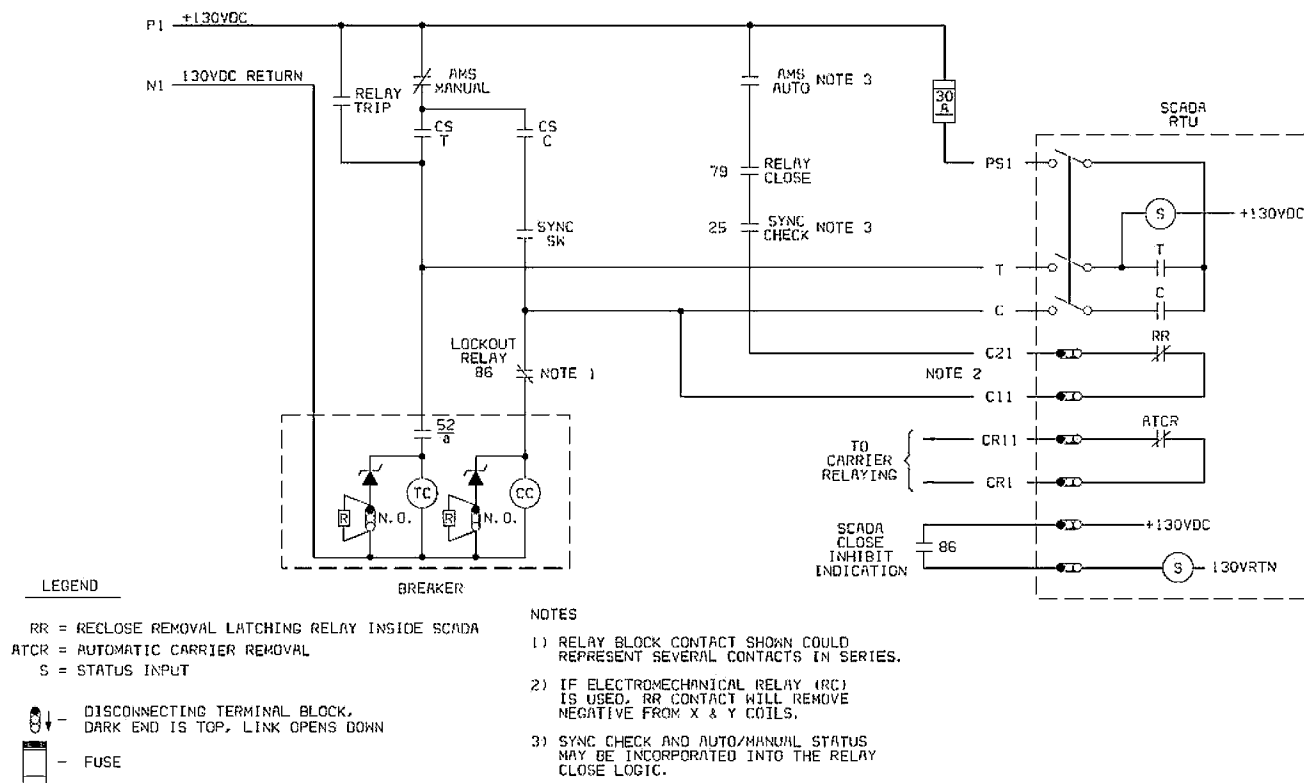 P1 +130VDC
N1 130VDC RETURN
RELAY
TRIP
AMS
MANUAL
CS
T
CS
C
SYNC
SW
AMS
AUTO NOTE 3
79 RELAY
CLOSE
25 SYNC
CHECK NOTE 3
30
A
SCADA
RTU
PS1
S +130VDC
T
T
C
C
LOCKOUT
RELAY
86 NOTE 1
RR
C21
NOTE 2
C11
ATCR
CR11
TO
CARRIER
RELAYING
CR1
52
a
TC
CC
R N.O.
R N.O.
BREAKER
SCADA
CLOSE
INHIBIT
INDICATION
86
+130VDC
S 130VRTN
LEGEND
RR = RECLOSE REMOVAL LATCHING RELAY INSIDE SCADA
ATCR = AUTOMATIC CARRIER REMOVAL
S = STATUS INPUT
- DISCONNECTING TERMINAL BLOCK,
DARK END IS TOP, LINK OPENS DOWN
- FUSE
NOTES
1) RELAY BLOCK CONTACT SHOWN COULD
REPRESENT SEVERAL CONTACTS IN SERIES.
2) IF ELECTROMECHANICAL RELAY (RC)
IS USED, RR CONTACT WILL REMOVE
NEGATIVE FROM X & Y COILS.
3) SYNC CHECK AND AUTO/MANUAL STATUS
MAY BE INCORPORATED INTO THE RELAY
CLOSE LOGIC.